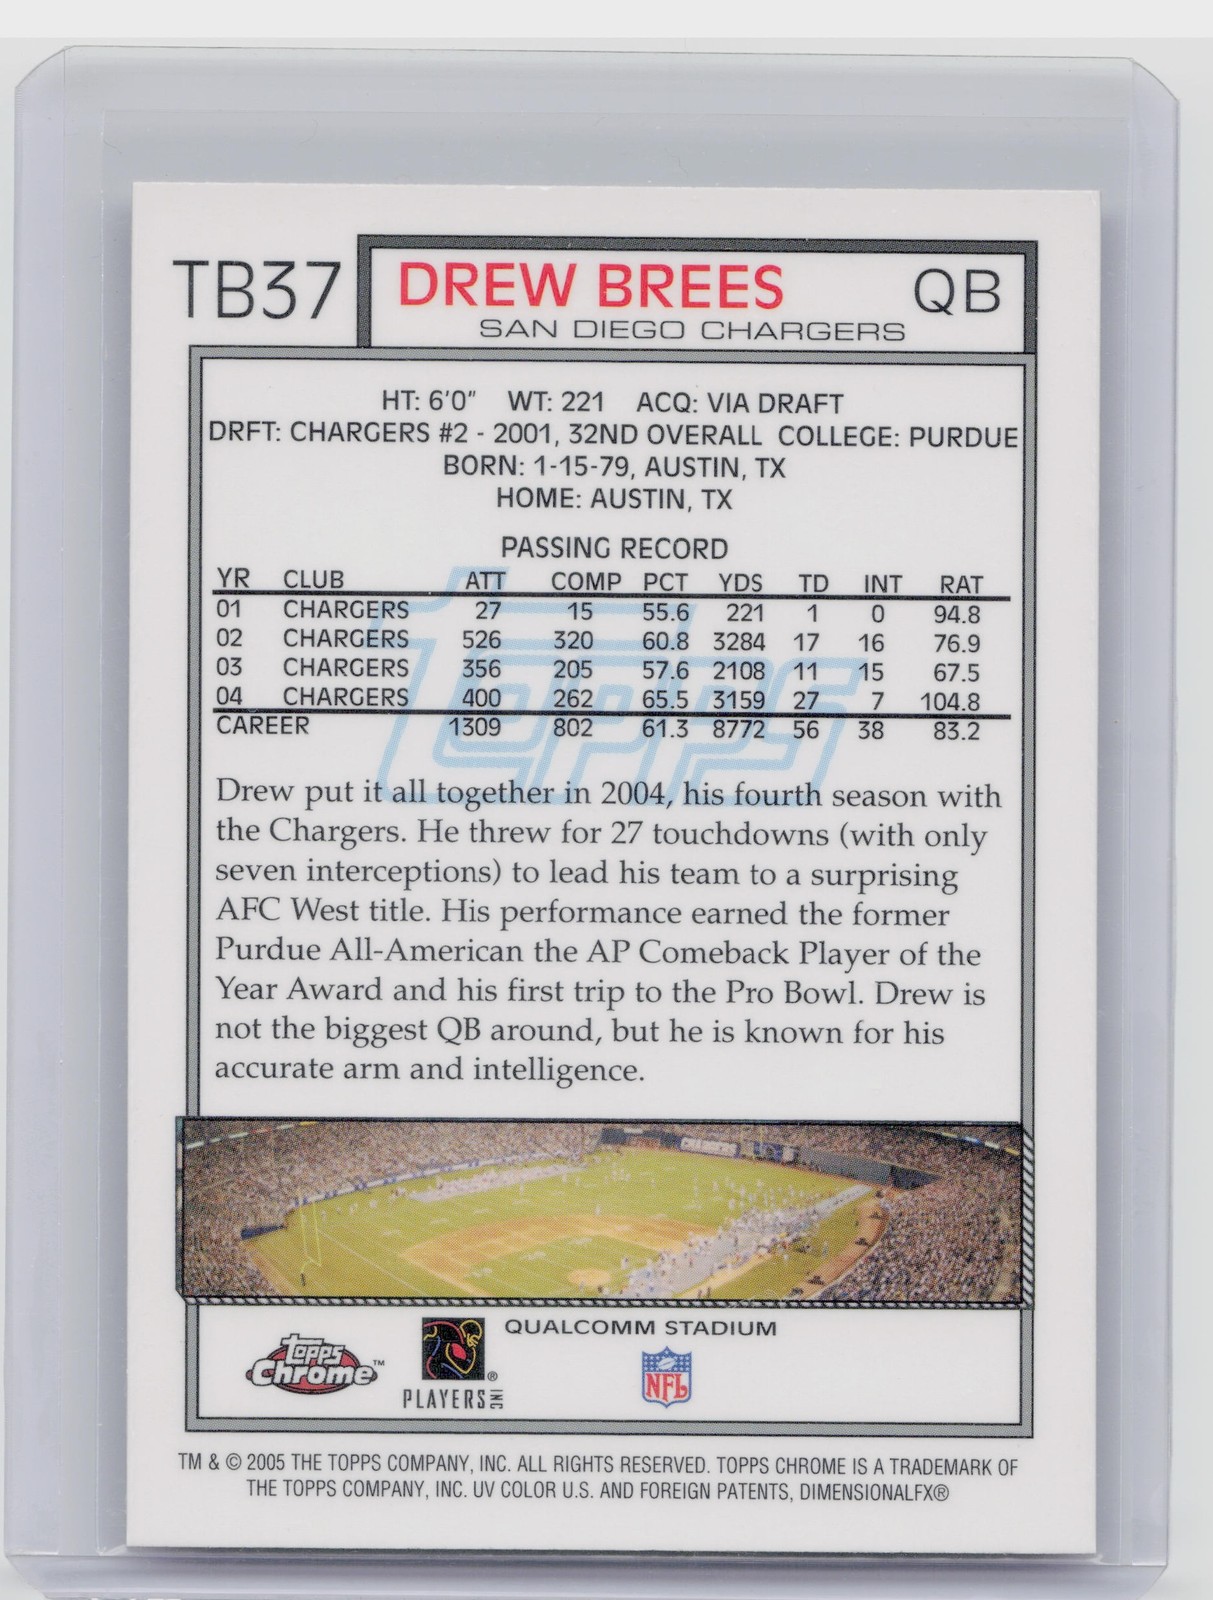 TB37
DREW BREES QB
SAN DIEGO CHARGERS
HT: 6'0" WT: 221 ACQ: VIA DRAFT
DRFT: CHARGERS #2 - 2001, 32ND OVERALL COLLEGE: PURDUE
BORN: 1-15-79, AUSTIN, TX
HOME: AUSTIN, TX
PASSING RECORD
YR CLUB ATT COMP PCT YDS TD INT RAT
01 CHARGERS 27 15 55.6 221 1 0 94.8
02 CHARGERS 526 320 60.8 3284 17 16 76.9
03 CHARGERS 356 205 57.6 2108 11 15 67.5
04 CHARGERS 400 262 65.5 3159 27 7 104.8
CAREER 1309 802 61.3 8772 56 38 83.2
Topps
Drew put it all together in 2004, his fourth season with
the Chargers. He threw for 27 touchdowns (with only
seven interceptions) to lead his team to a surprising
AFC West title. His performance earned the former
Purdue All-American the AP Comeback Player of the
Year Award and his first trip to the Pro Bowl. Drew is
not the biggest QB around, but he is known for his
accurate arm and intelligence.
CHARGERS
QUALCOMM STADIUM
Topps
Chrome™
PLAYERS INC ®
NFL
TM & © 2005 THE TOPPS COMPANY, INC. ALL RIGHTS RESERVED. TOPPS CHROME IS A TRADEMARK OF
THE TOPPS COMPANY, INC. UV COLOR U.S. AND FOREIGN PATENTS, DIMENSIONALFX®